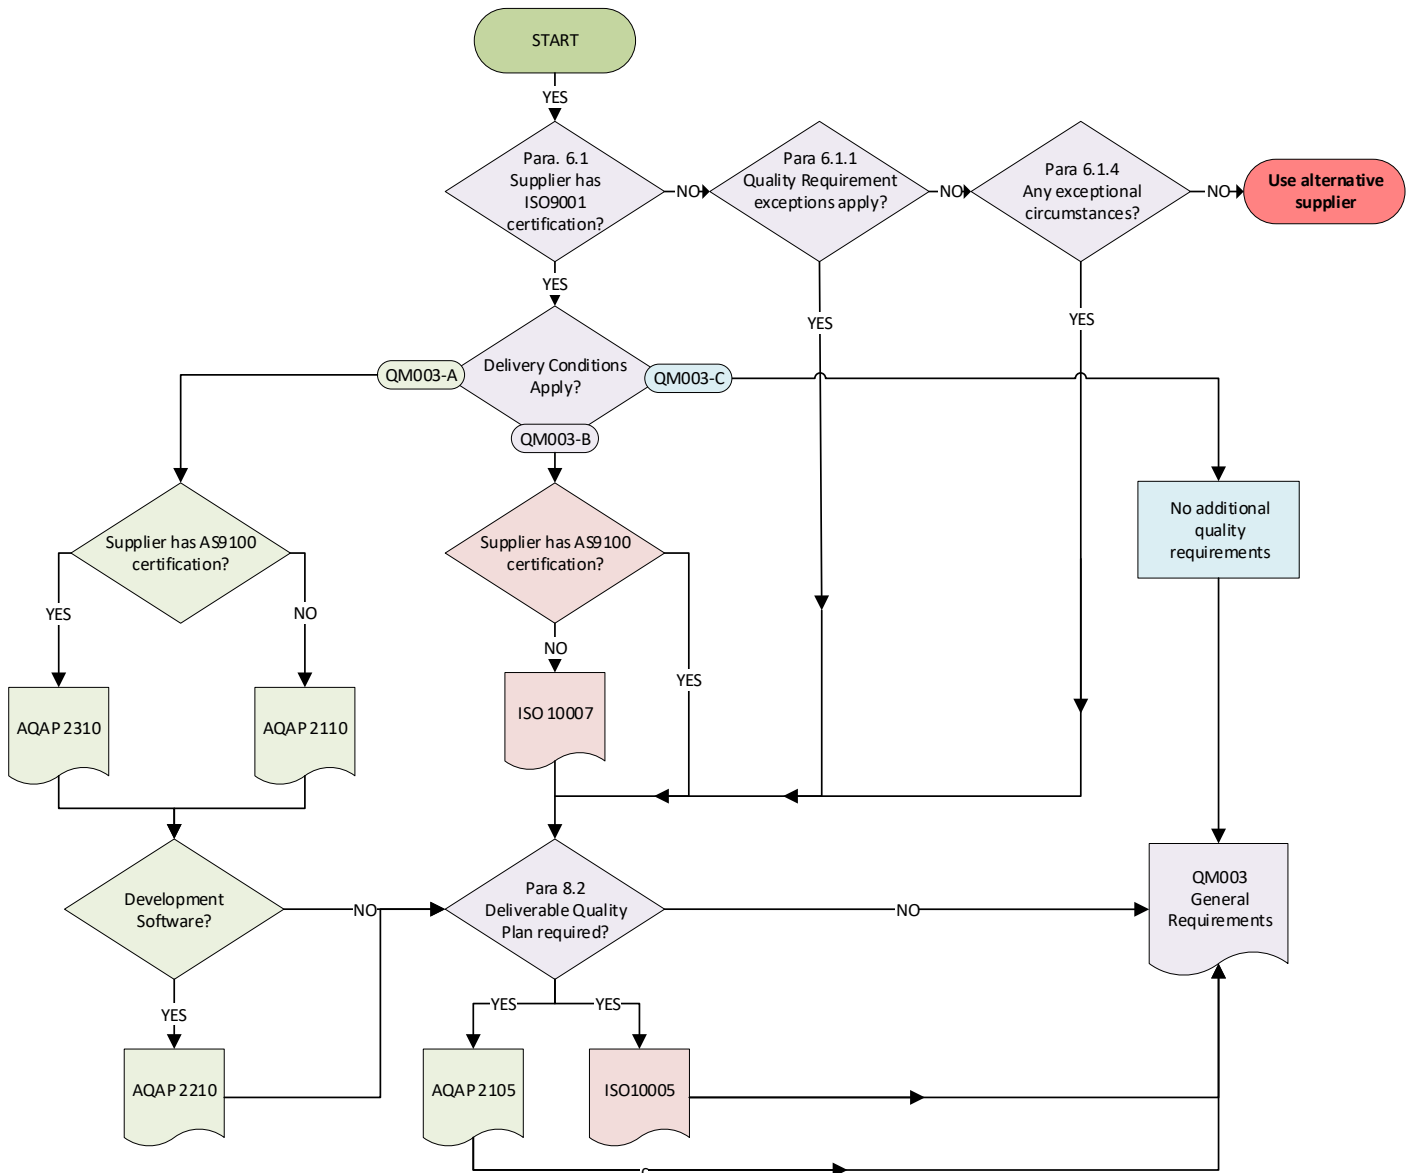 START
YES
Para. 6.1
Supplier has
ISO9001
certification?
NO
Para 6.1.1
Quality Requirement
exceptions apply?
NO
Para 6.1.4
Any exceptional
circumstances?
NO
Use alternative
supplier
YES
YES
YES
Delivery Conditions
Apply?
QM003-A
QM003-C
QM003-B
Supplier has AS9100
certification?
Supplier has AS9100
certification?
No additional
quality
requirements
YES
NO
NO
YES
AQAP 2310
AQAP 2110
ISO 10007
Development
Software?
NO
Para 8.2
Deliverable Quality
Plan required?
NO
QM003
General
Requirements
YES
YES
YES
AQAP 2210
AQAP 2105
ISO10005